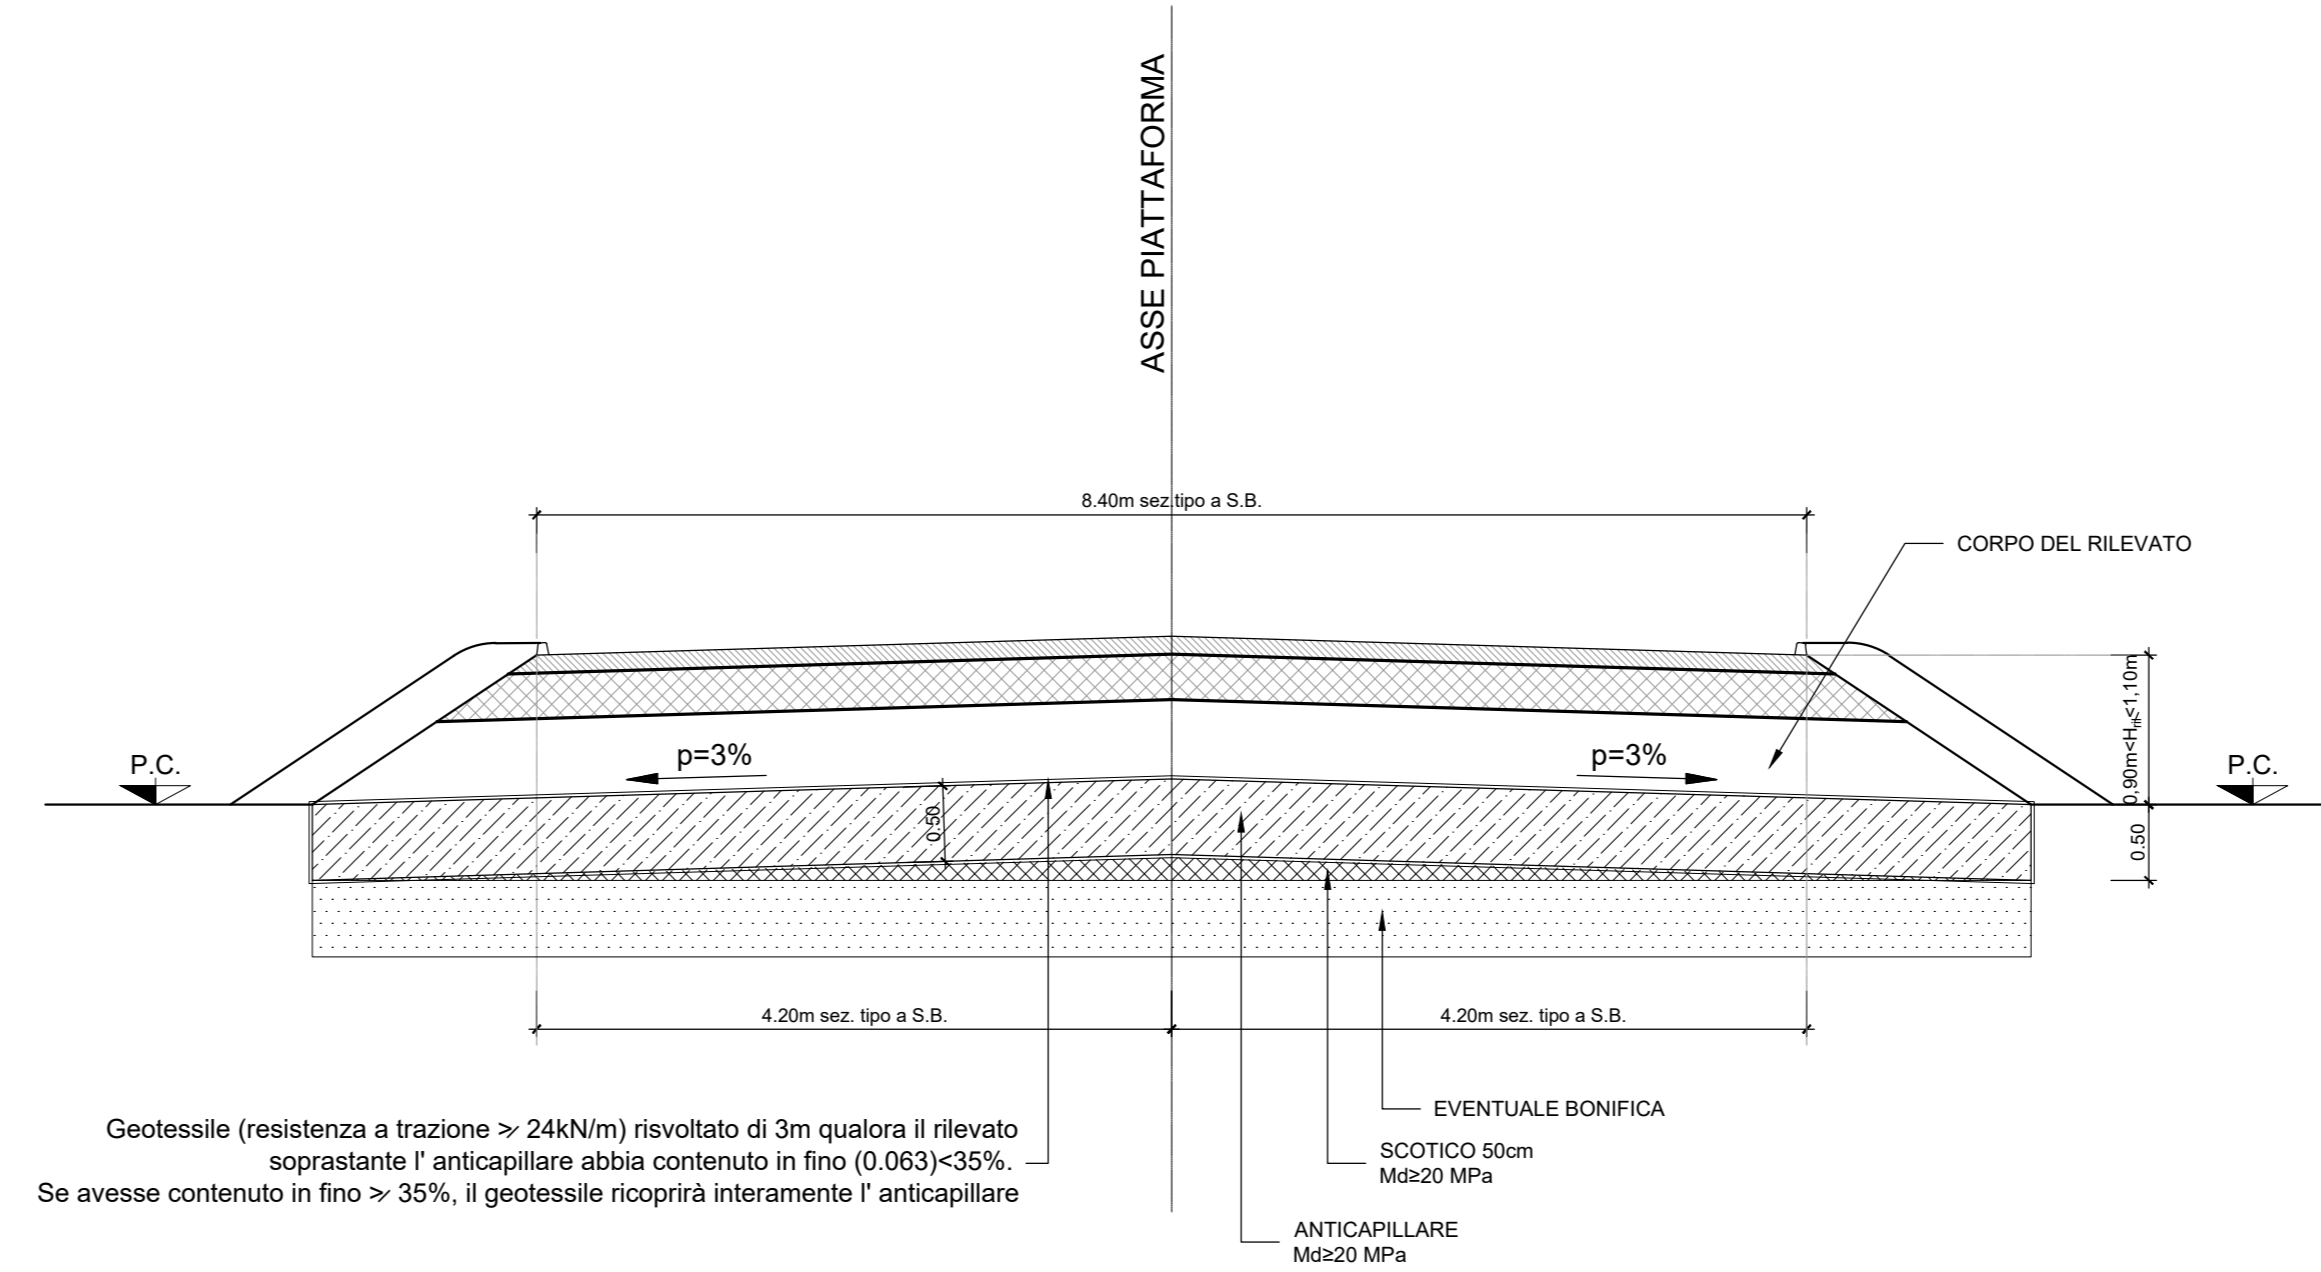 ASSE PIATTAFORMA
8.40m sez.tipo a S.B.
CORPO DEL RILEVATO
p=3%
p=3%
P.C.
P.C.
0,90m<Hril<1,10m
0.50
0.50
4.20m sez. tipo a S.B.
4.20m sez. tipo a S.B.
EVENTUALE BONIFICA
Geotessile (resistenza a trazione ≥ 24kN/m) risvoltato di 3m qualora il rilevato
soprastante l' anticapillare abbia contenuto in fino (0.063)<35%.
Se avesse contenuto in fino ≥ 35%, il geotessile ricoprirà interamente l' anticapillare
SCOTICO 50cm
Md≥20 MPa
ANTICAPILLARE
Md≥20 MPa